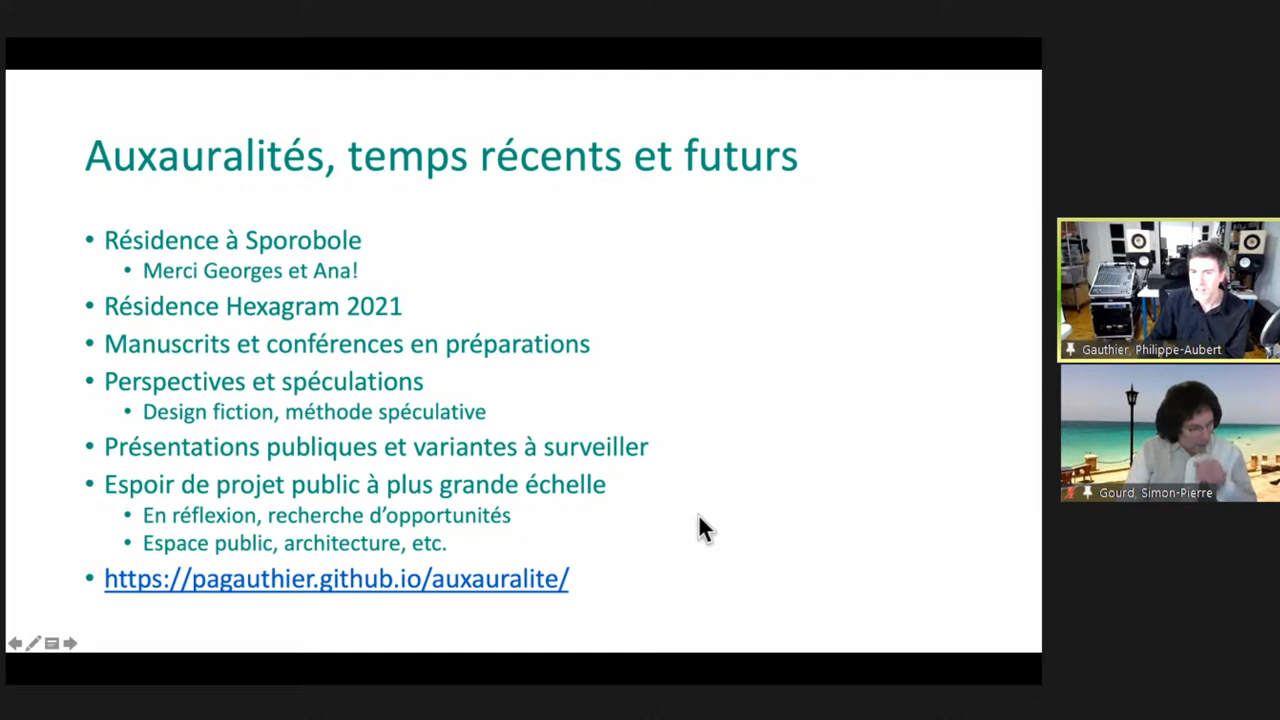 Auxauralités, temps récents et futurs
• Résidence à Sporobole
• Merci Georges et Ana!
• Résidence Hexagram 2021
• Manuscrits et conférences en préparations
• Perspectives et spéculations
• Design fiction, méthode spéculative
• Présentations publiques et variantes à surveiller
• Espoir de projet public à plus grande échelle
• En réflexion, recherche d’opportunités
• Espace public, architecture, etc.
• https://pagauthier.github.io/auxauralite/
Gauthier, Philippe-Aubert
Gourd, Simon-Pierre